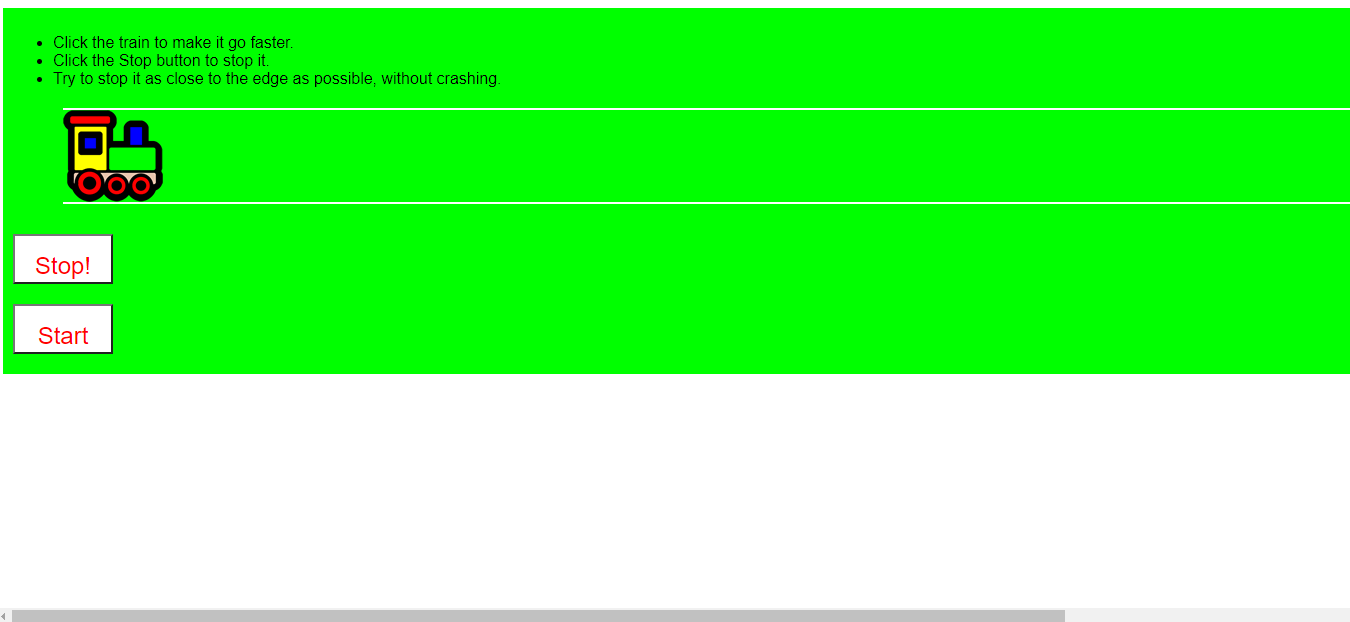 Click the train to make it go faster.
Click the Stop button to stop it.
Try to stop it as close to the edge as possible, without crashing.
Stop!
Start